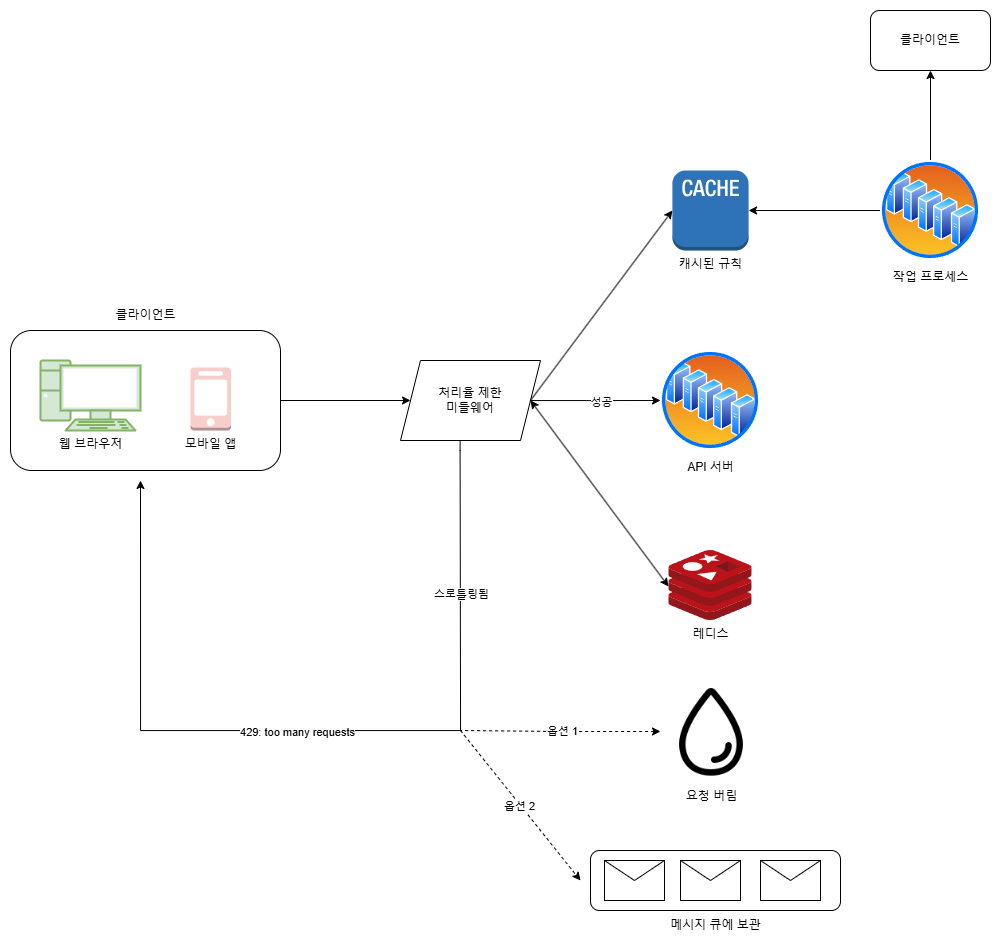 클라이언트
CACHE
캐시된 규칙
작업 프로세스
클라이언트
웹 브라우저
모바일 앱
처리율 제한
미들웨어
성공
API 서버
스로틀링됨
레디스
429: too many requests
옵션 1
요청 버림
옵션 2
메시지 큐에 보관